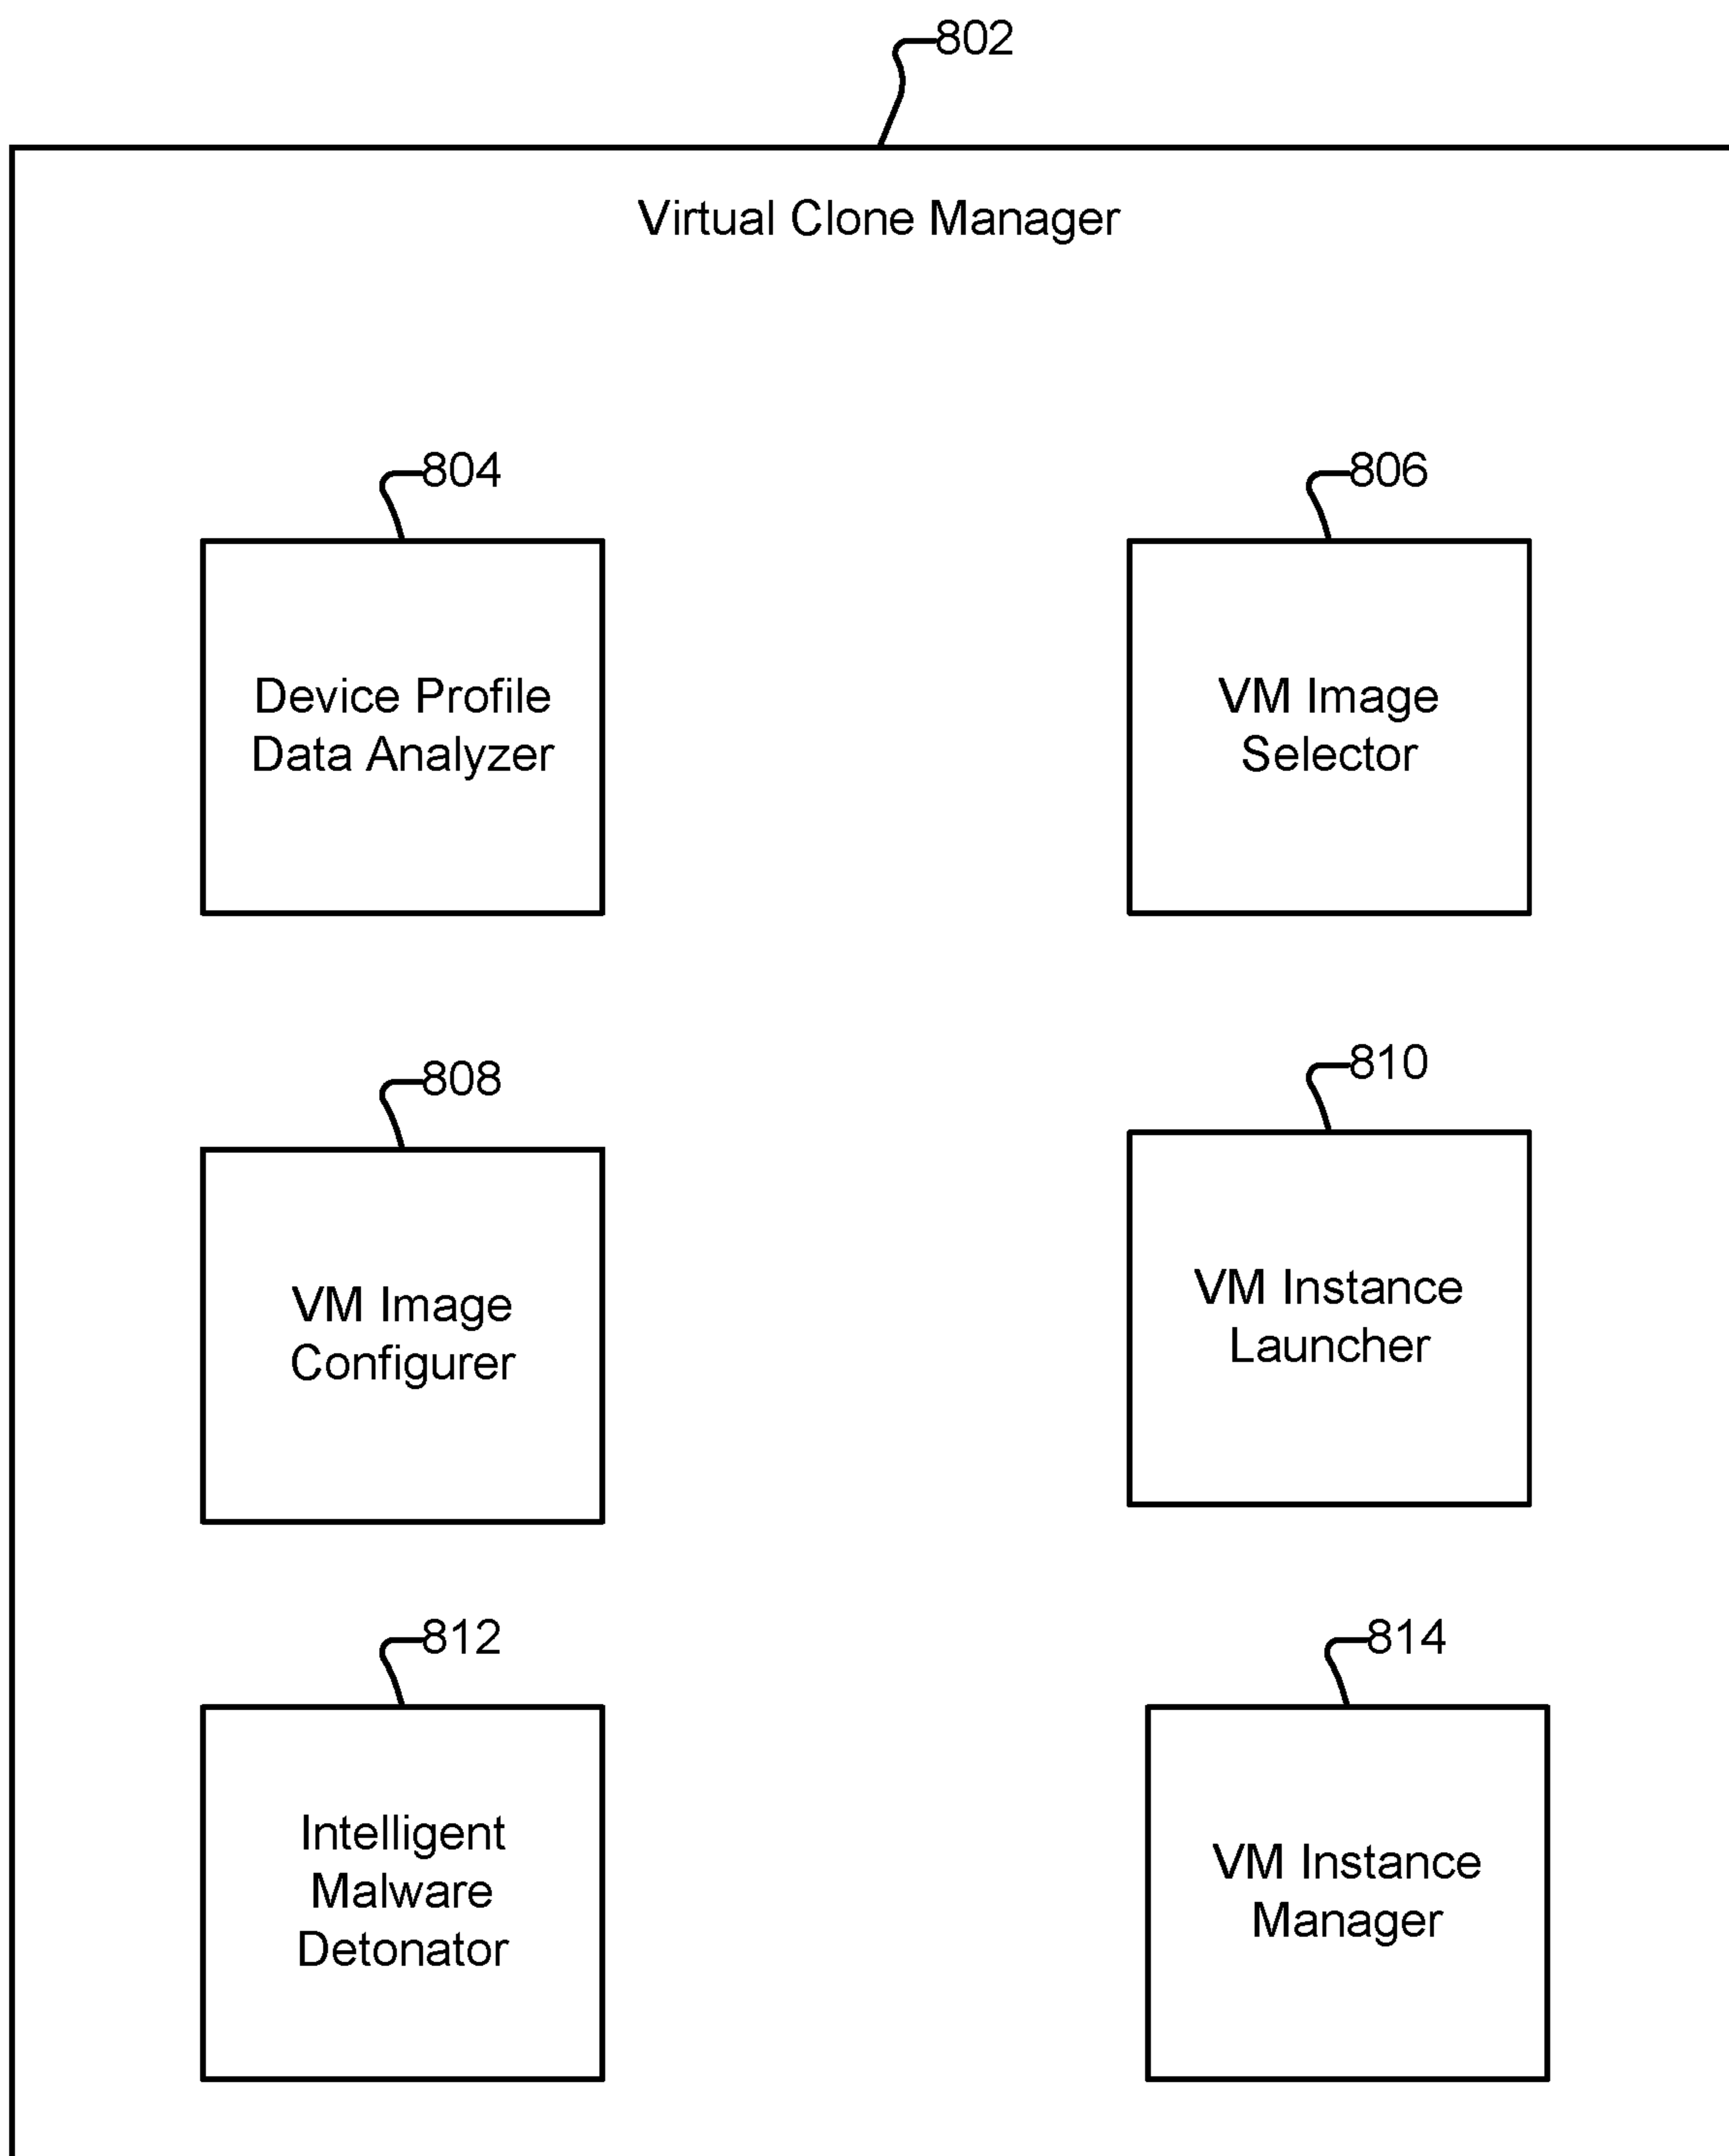 802
Virtual Clone Manager
804
806
Device Profile
Data Analyzer
VM Image
Selector
808
810
VM Image
Configurer
VM Instance
Launcher
812
814
Intelligent
Malware
Detonator
VM Instance
Manager